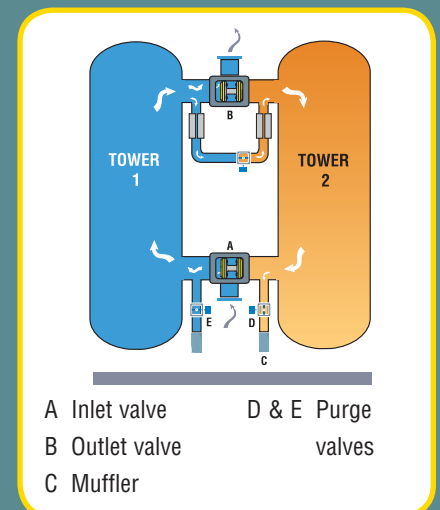 B
TOWER
1
TOWER
2
A
E
D
C
A Inlet valve
B Outlet valve
C Muffler
D & E Purge
valves